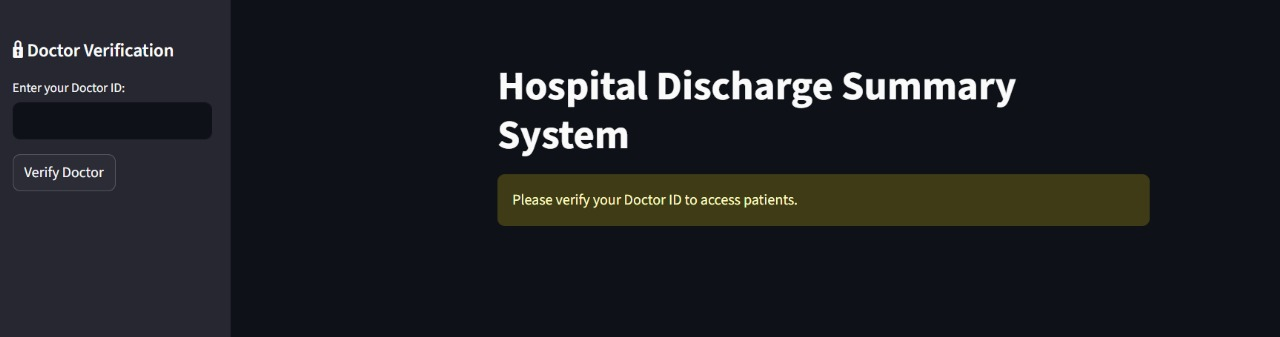 Doctor Verification
Enter your Doctor ID:
Verify Doctor
Hospital Discharge Summary
System
Please verify your Doctor ID to access patients.